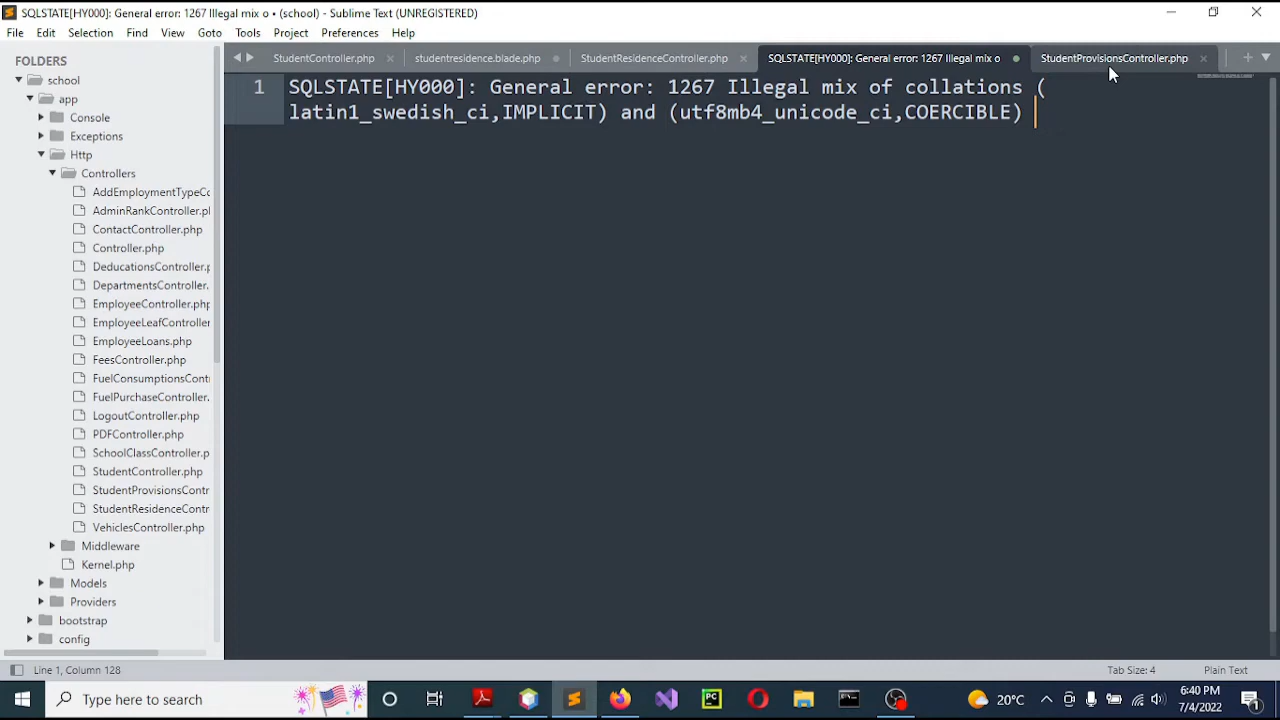 SQLSTATE[HY000]: General error: 1267 Illegal mix o • (school) - Sublime Text (UNREGISTERED)
File Edit Selection Find View Goto Tools Project Preferences Help
FOLDERS
StudentController.php
studentresidence.blade.php
StudentResidenceController.php
SQLSTATE[HY000]: General error: 1267 Illegal mix o
StudentProvisionsController.php
school
app
Console
Exceptions
Http
Controllers
AddEmploymentTypeCo
AdminRankController.pl
ContactController.php
Controller.php
DeducationsController.p
DepartmentsController.
EmployeeController.php
EmployeeLeafController
EmployeeLoans.php
FeesController.php
FuelConsumptionsContr
FuelPurchaseController.
LogoutController.php
PDFController.php
SchoolClassController.p
StudentController.php
StudentProvisionsContr
StudentResidenceContr
VehiclesController.php
Middleware
Kernel.php
Models
Providers
bootstrap
config
1 SQLSTATE[HY000]: General error: 1267 Illegal mix of collations (
latin1_swedish_ci,IMPLICIT) and (utf8mb4_unicode_ci,COERCIBLE)
Line 1, Column 128
Tab Size: 4
Plain Text
Type here to search
20°C
6:40 PM
7/4/2022
1